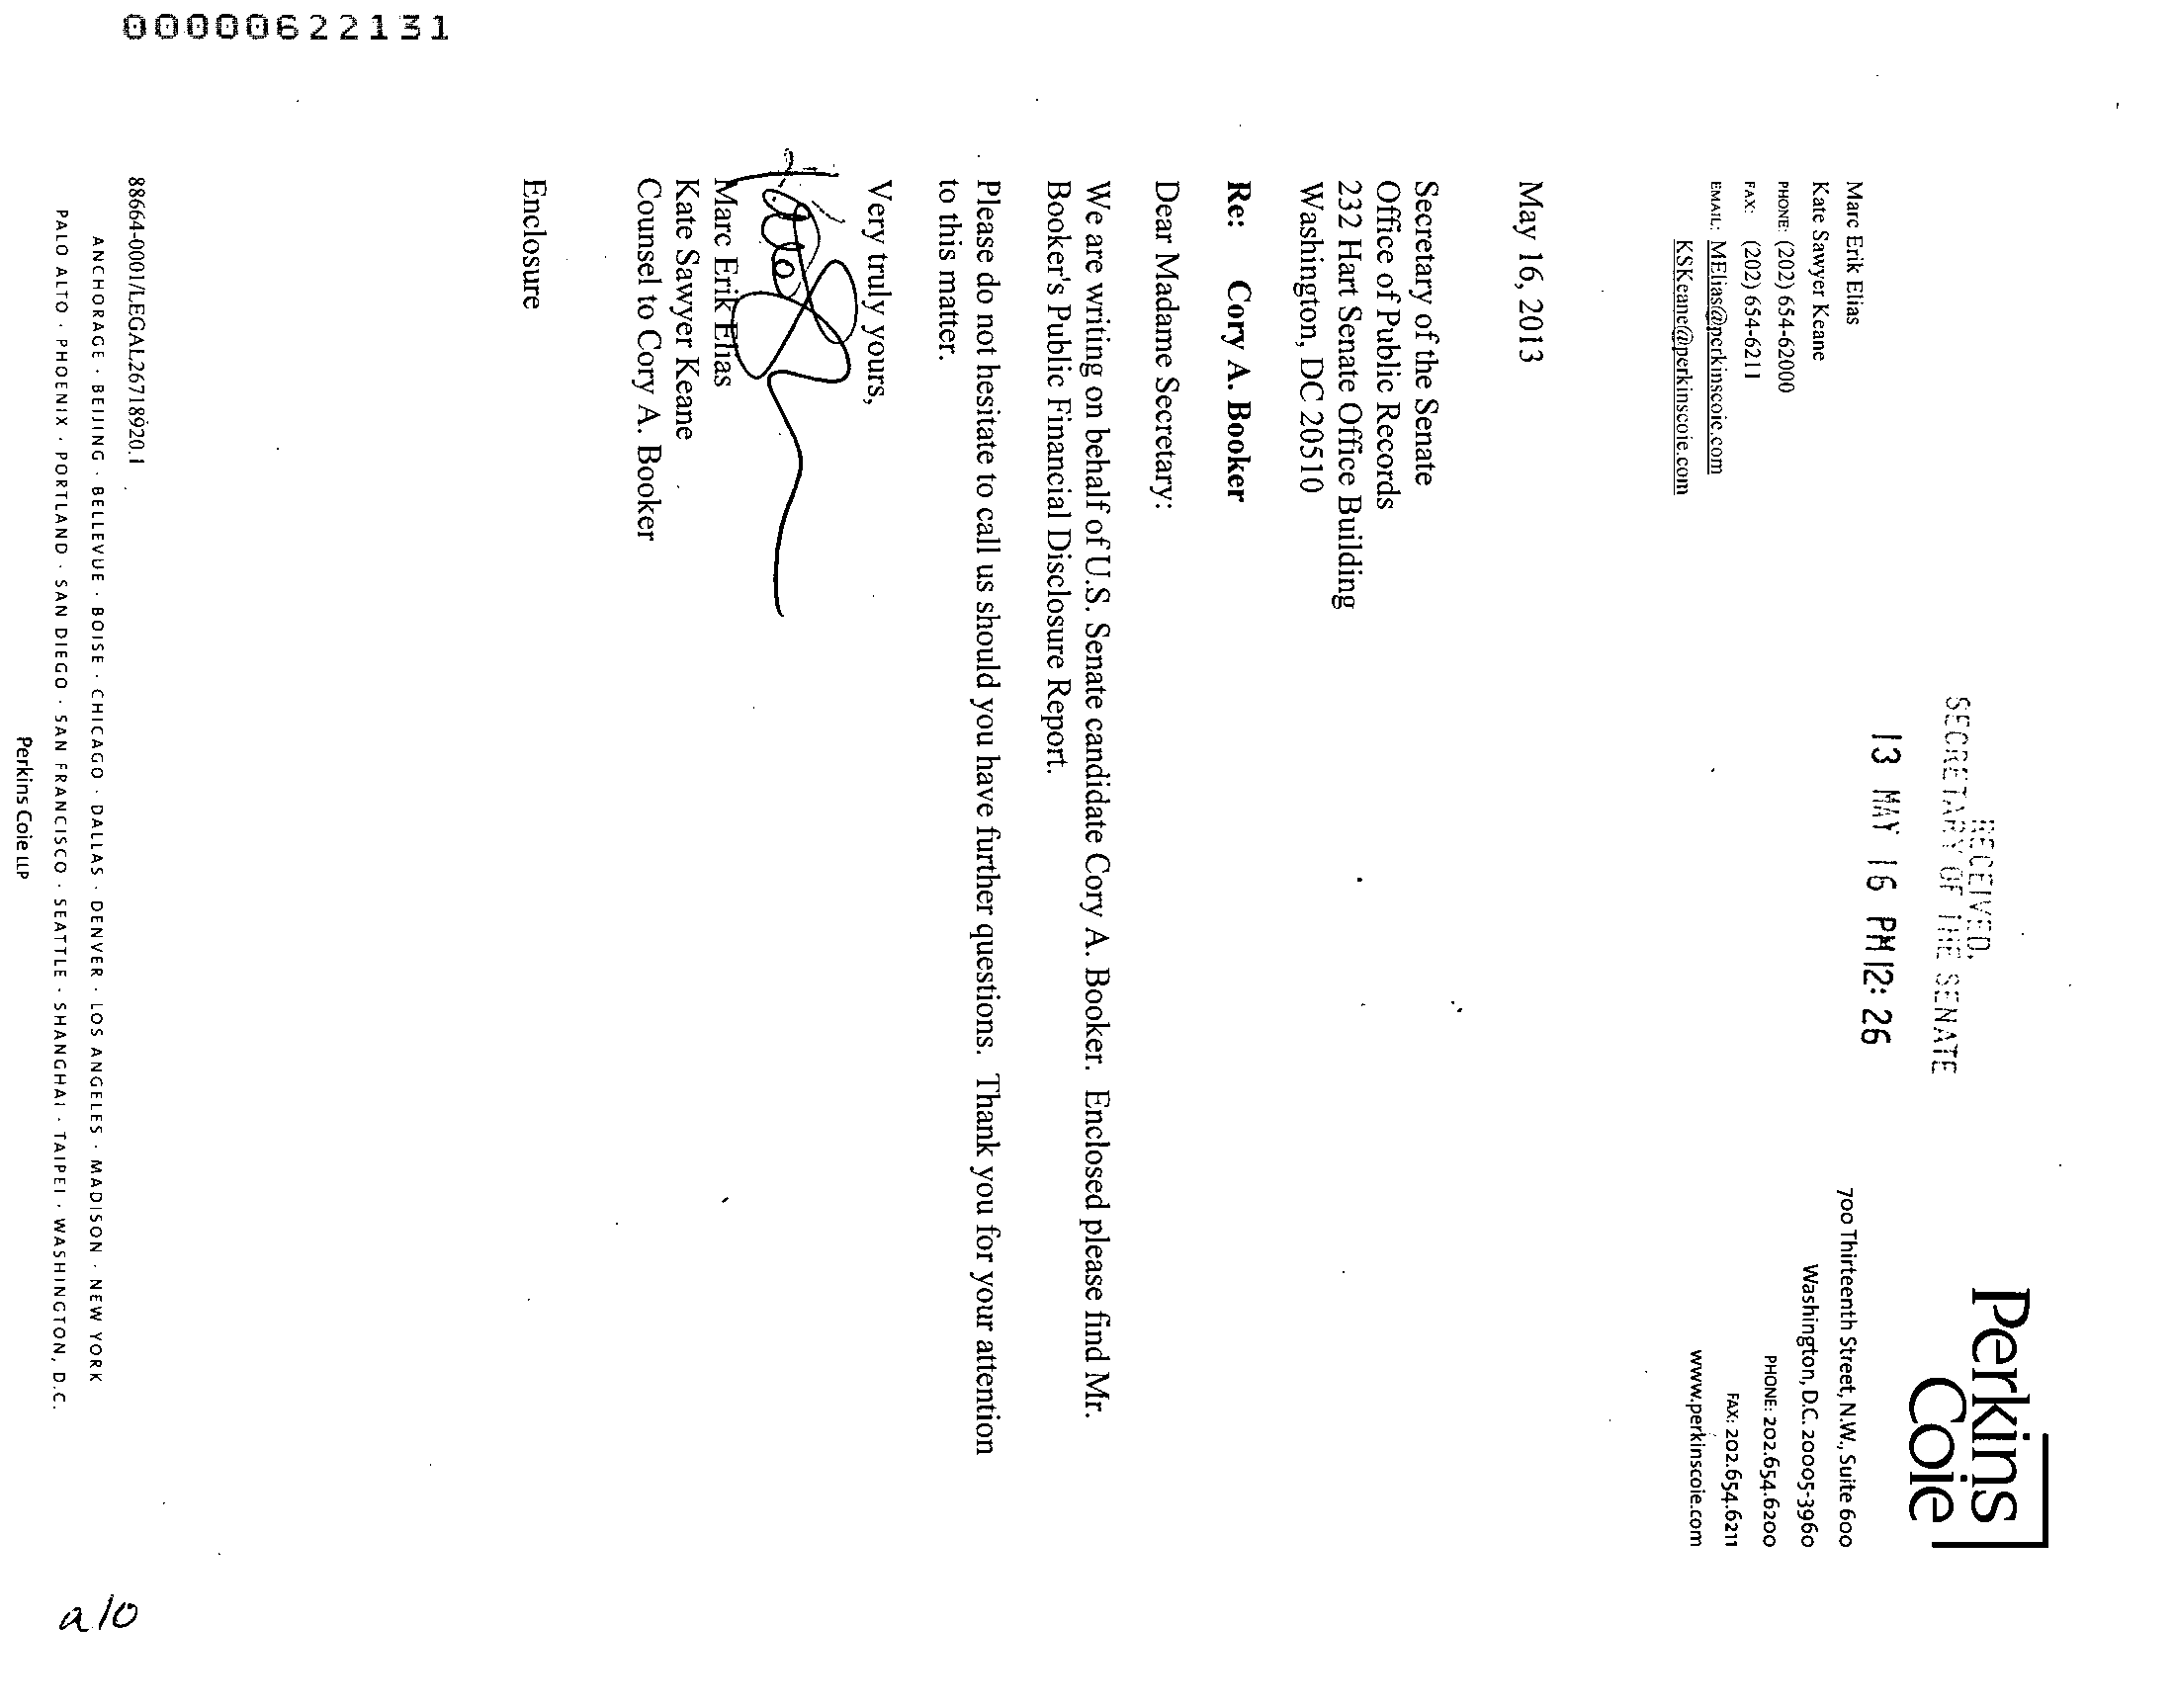 00000622131
RECEIVED
SECRETARY OF THE SENATE
13 MAY 16 PM 12: 26
Perkins
Coie
Marc Erik Elias
Kate Sawyer Keane
PHONE: (202) 654-62000
FAX: (202) 654-6211
EMAIL: MElias@perkinscoie.com
KSKeane@perkinscoie.com
700 Thirteenth Street, N.W., Suite 600
Washington, D.C. 20005-3960
PHONE: 202.654.6200
FAX: 202.654.6211
www.perkinscoie.com
May 16, 2013
Secretary of the Senate
Office of Public Records
232 Hart Senate Office Building
Washington, DC 20510
Re: Cory A. Booker
Dear Madame Secretary:
We are writing on behalf of U.S. Senate candidate Cory A. Booker. Enclosed please find Mr.
Booker's Public Financial Disclosure Report.
Please do not hesitate to call us should you have further questions. Thank you for your attention
to this matter.
Very truly yours,
Marc Erik Elias
Kate Sawyer Keane
Counsel to Cory A. Booker
Enclosure
88664-0001/LEGAL26718920.1
ANCHORAGE · BEIJING · BELLEVUE · BOISE · CHICAGO · DALLAS · DENVER · LOS ANGELES · MADISON · NEW YORK
PALO ALTO · PHOENIX · PORTLAND · SAN DIEGO · SAN FRANCISCO · SEATTLE · SHANGHAI · TAIPEI · WASHINGTON, D.C.
Perkins Coie LLP
a10